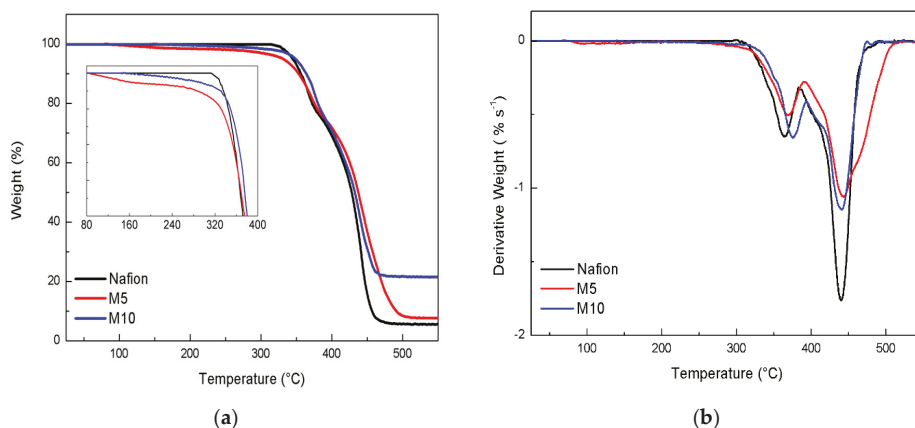 (a)
(b)
100
80
60
40
20
0
Weight (%)
80 160 240 320 400
Nafion
M5
M10
100 200 300 400 500
Temperature (°C)
0
-1
-2
Derivative Weight ( % s⁻¹)
Nafion
M5
M10
100 200 300 400 500
Temperature (°C)
(a)
(b)